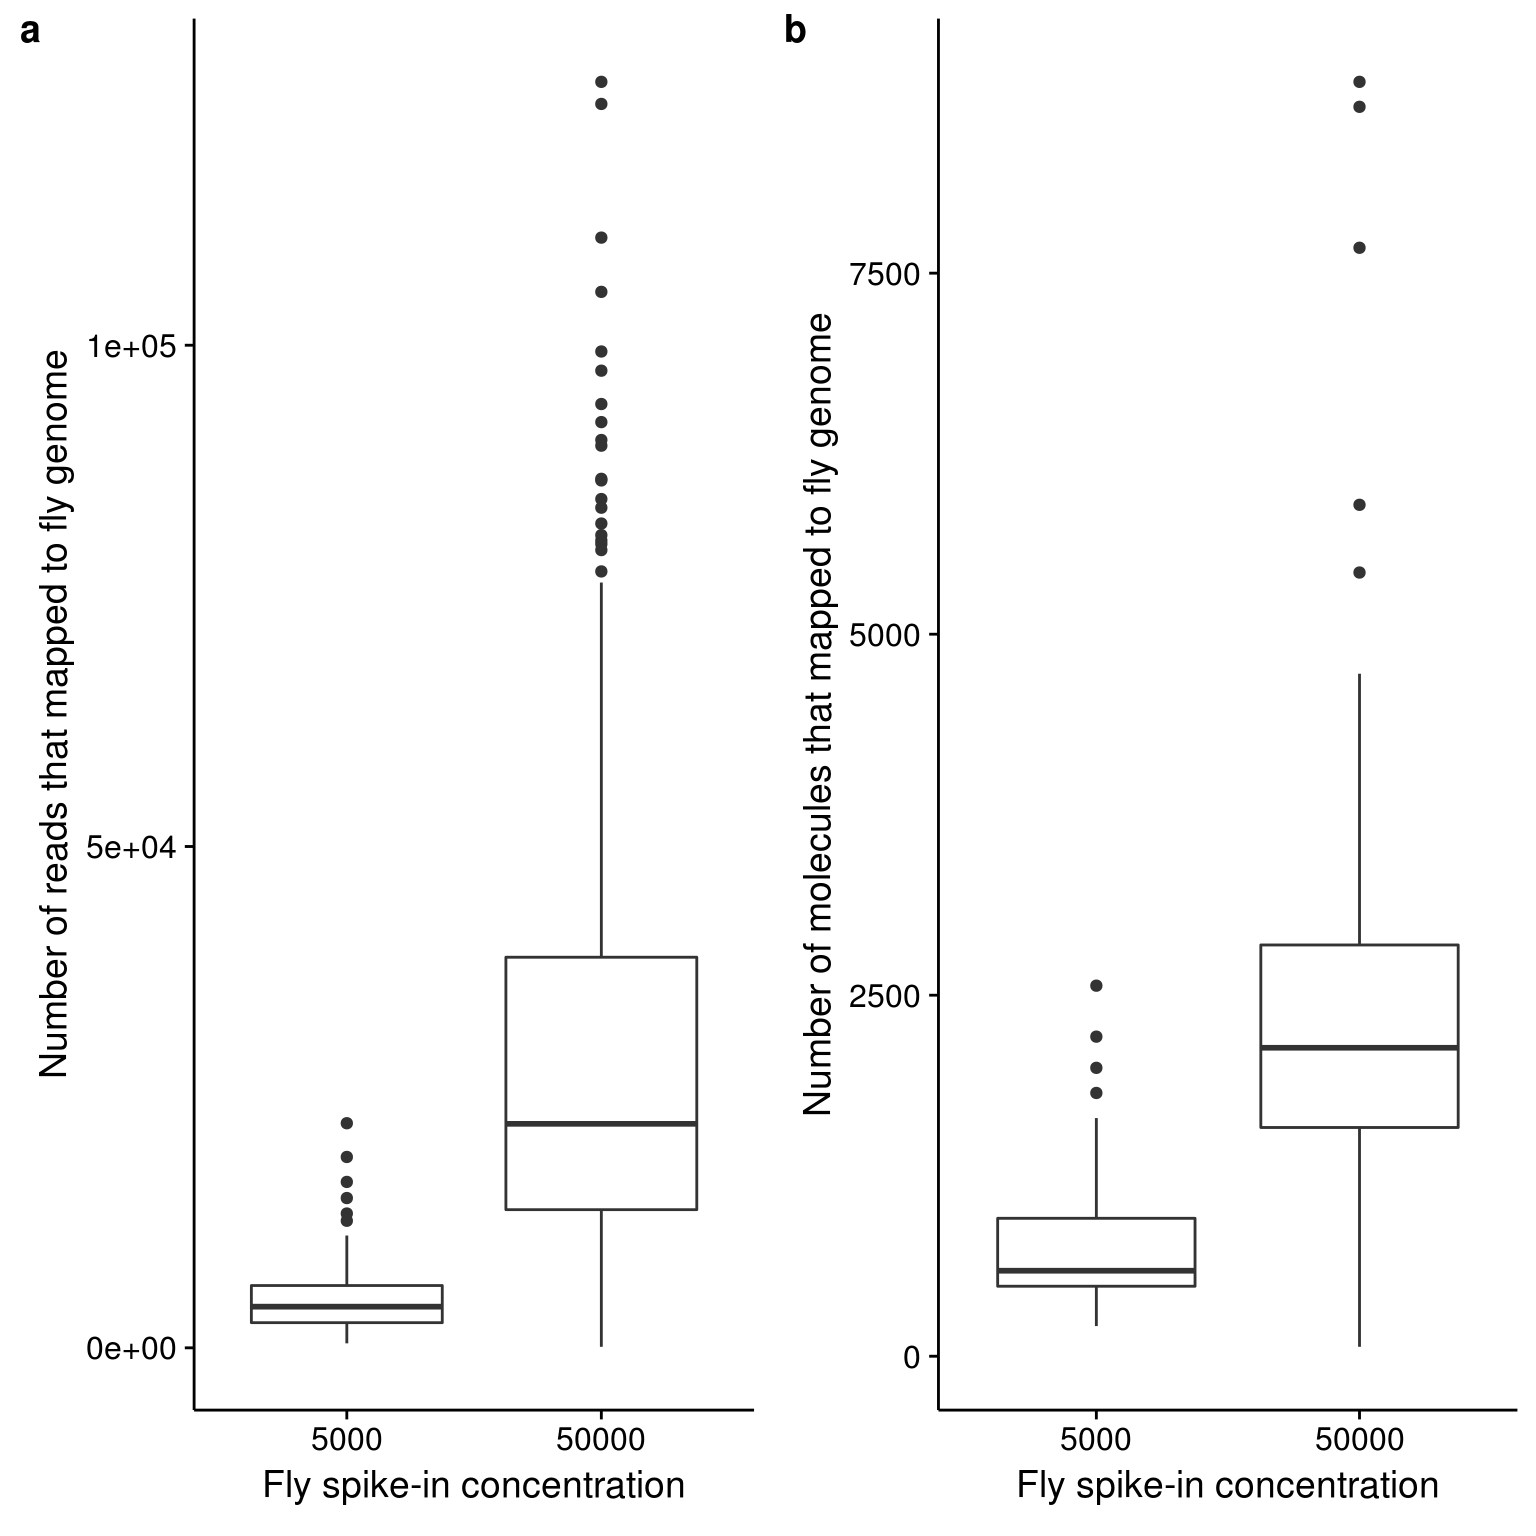 a
Number of reads that mapped to fly genome
1e+05
5e+04
0e+00
5000
50000
Fly spike-in concentration
b
Number of molecules that mapped to fly genome
7500
5000
2500
0
5000
50000
Fly spike-in concentration